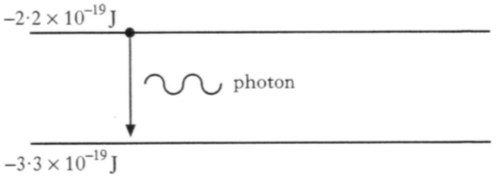 −2·2 × 10⁻¹⁹ J
photon
−3·3 × 10⁻¹⁹ J